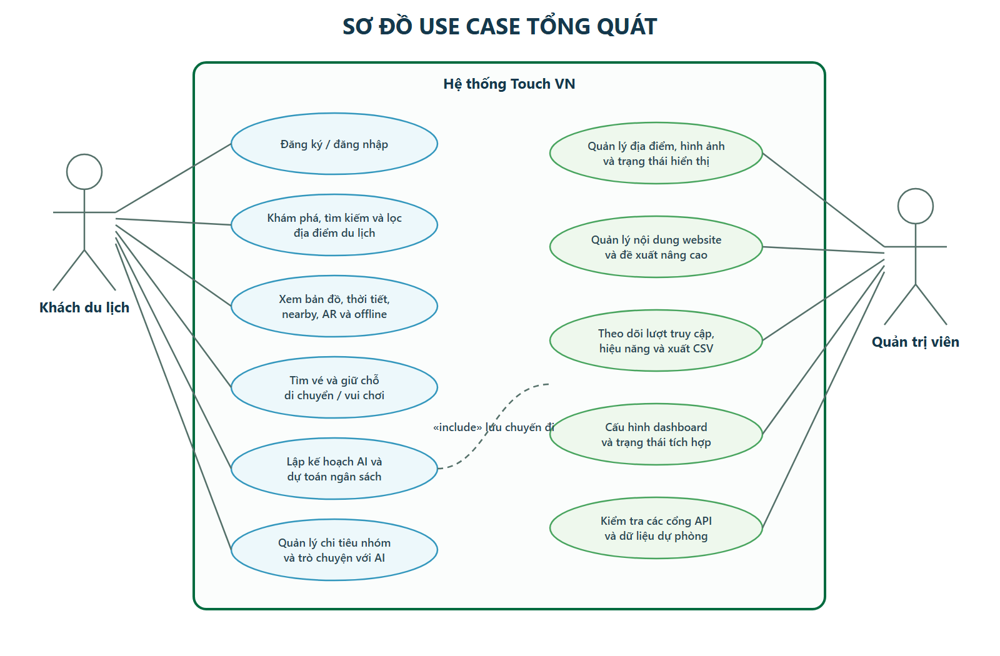 SƠ ĐỒ USE CASE TỔNG QUÁT
Hệ thống Touch VN
Đăng ký / đăng nhập
Khám phá, tìm kiếm và lọc
địa điểm du lịch
Xem bản đồ, thời tiết,
nearby, AR và offline
Tìm vé và giữ chỗ
di chuyển / vui chơi
Lập kế hoạch AI và
dự toán ngân sách
Quản lý chi tiêu nhóm
và trò chuyện với AI
«include» lưu chuyến đi
Quản lý địa điểm, hình ảnh
và trạng thái hiển thị
Quản lý nội dung website
và đề xuất nâng cao
Theo dõi lượt truy cập,
hiệu năng và xuất CSV
Cấu hình dashboard
và trạng thái tích hợp
Kiểm tra các cổng API
và dữ liệu dự phòng
Khách du lịch
Quản trị viên